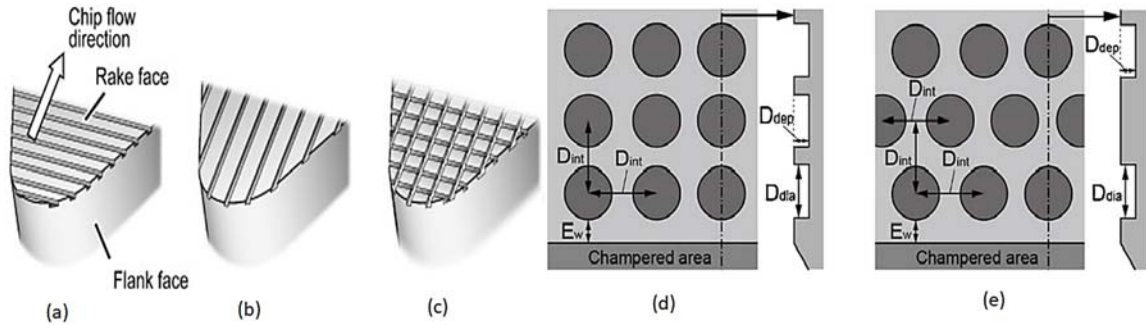 Chip flow
direction
Rake face
Flank face
(a)
(b)
(c)
Ddep
Dint
Dint
Ddia
Ew
Champered area
(d)
Ddep
Dint
Dint
Dint
Ddia
Ew
Champered area
(e)